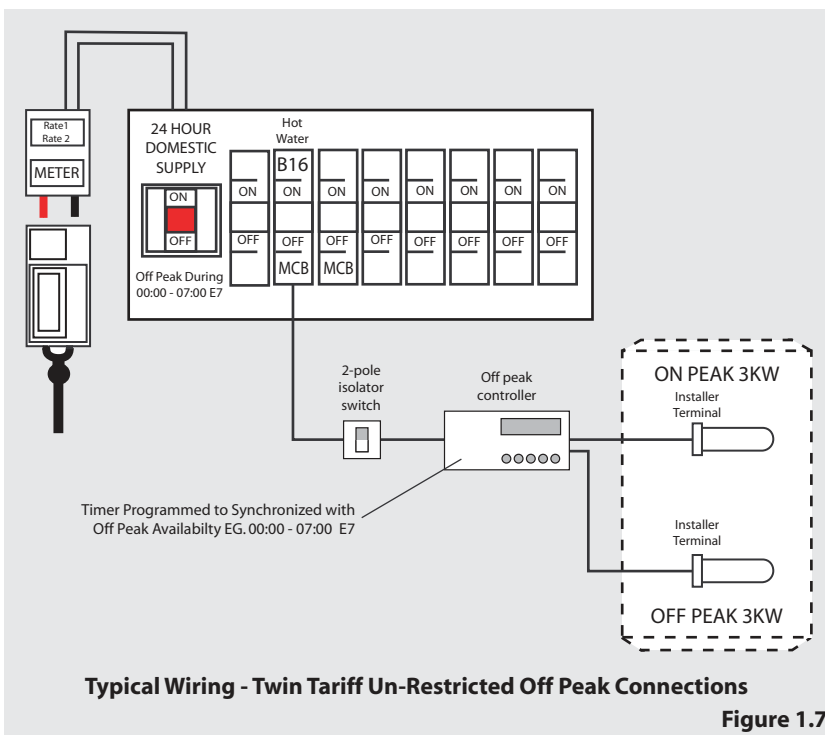 Rate1
Rate 2
METER
24 HOUR
DOMESTIC
SUPPLY
ON
OFF
Off Peak During
00:00 - 07:00 E7
Hot
Water
B16
ON ON ON ON ON ON ON ON
OFF OFF OFF OFF OFF OFF OFF OFF
MCB MCB
2-pole
isolator
switch
Off peak
controller
Timer Programmed to Synchronized with
Off Peak Availabilty EG. 00:00 - 07:00 E7
ON PEAK 3KW
Installer
Terminal
Installer
Terminal
OFF PEAK 3KW
Typical Wiring - Twin Tariff Un-Restricted Off Peak Connections
Figure 1.7